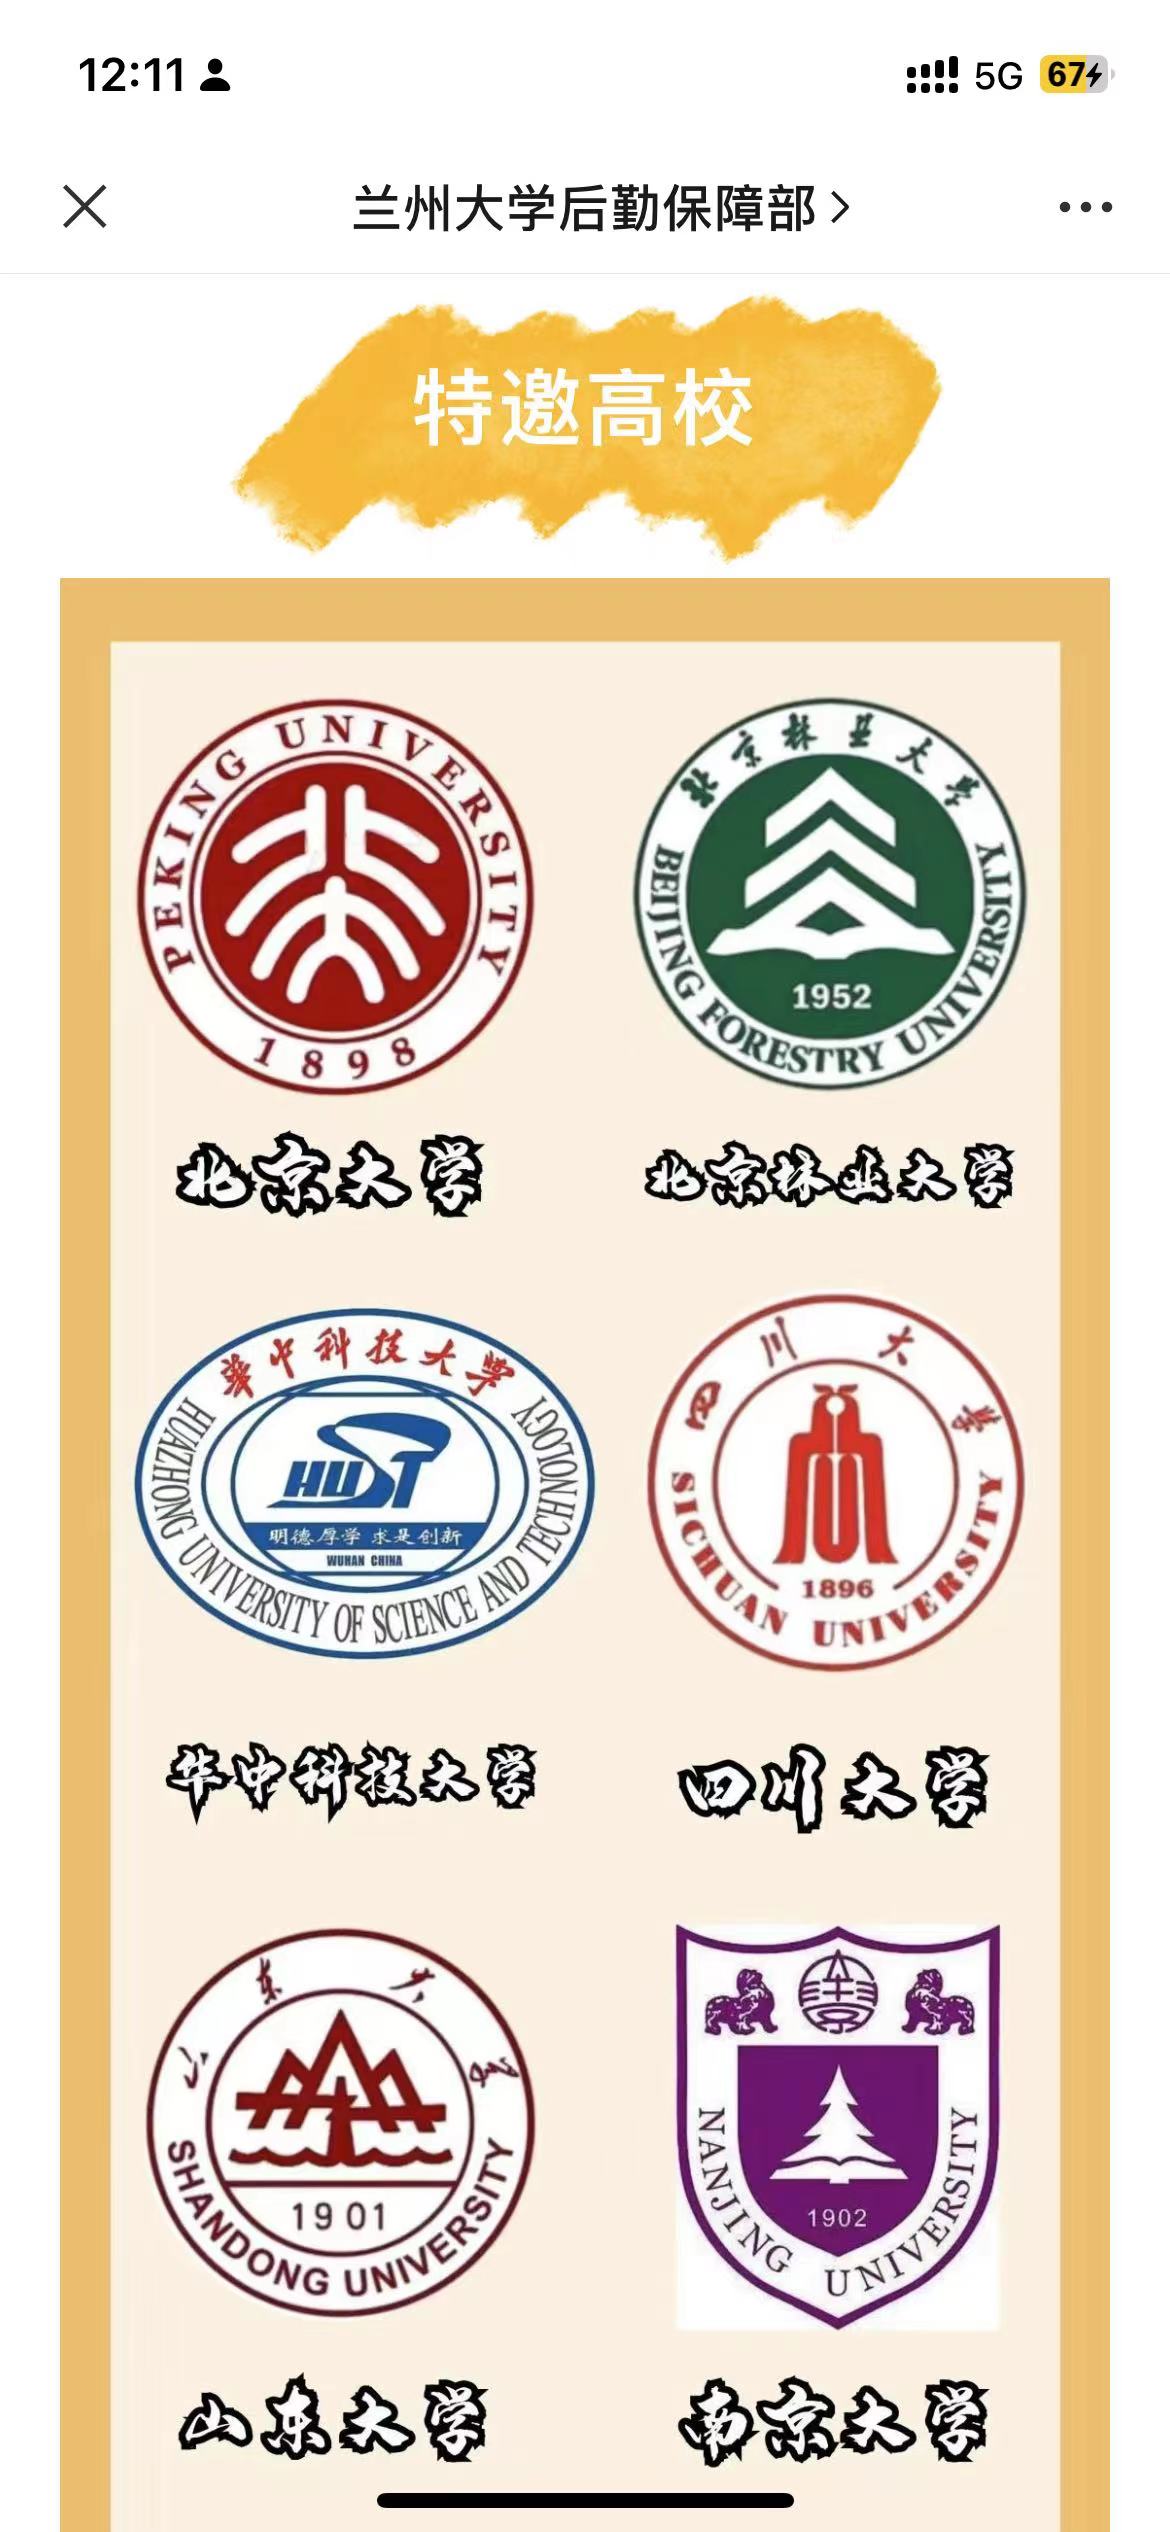 12:11
5G
67
兰州大学后勤保障部
特邀高校
PEKING UNIVERSITY
1898
北京林业大学
1952
BEIJING FORESTRY UNIVERSITY
北京大学
北京林业大学
華中科技大学
HUST
明德厚学 求是创新
WUHAN CHINA
HUAZHONG UNIVERSITY OF SCIENCE AND TECHNOLOGY
四川大學
1896
SICHUAN UNIVERSITY
华中科技大学
四川大学
山东大学
1901
SHANDONG UNIVERSITY
1902
NANJING UNIVERSITY
山东大学
南京大学